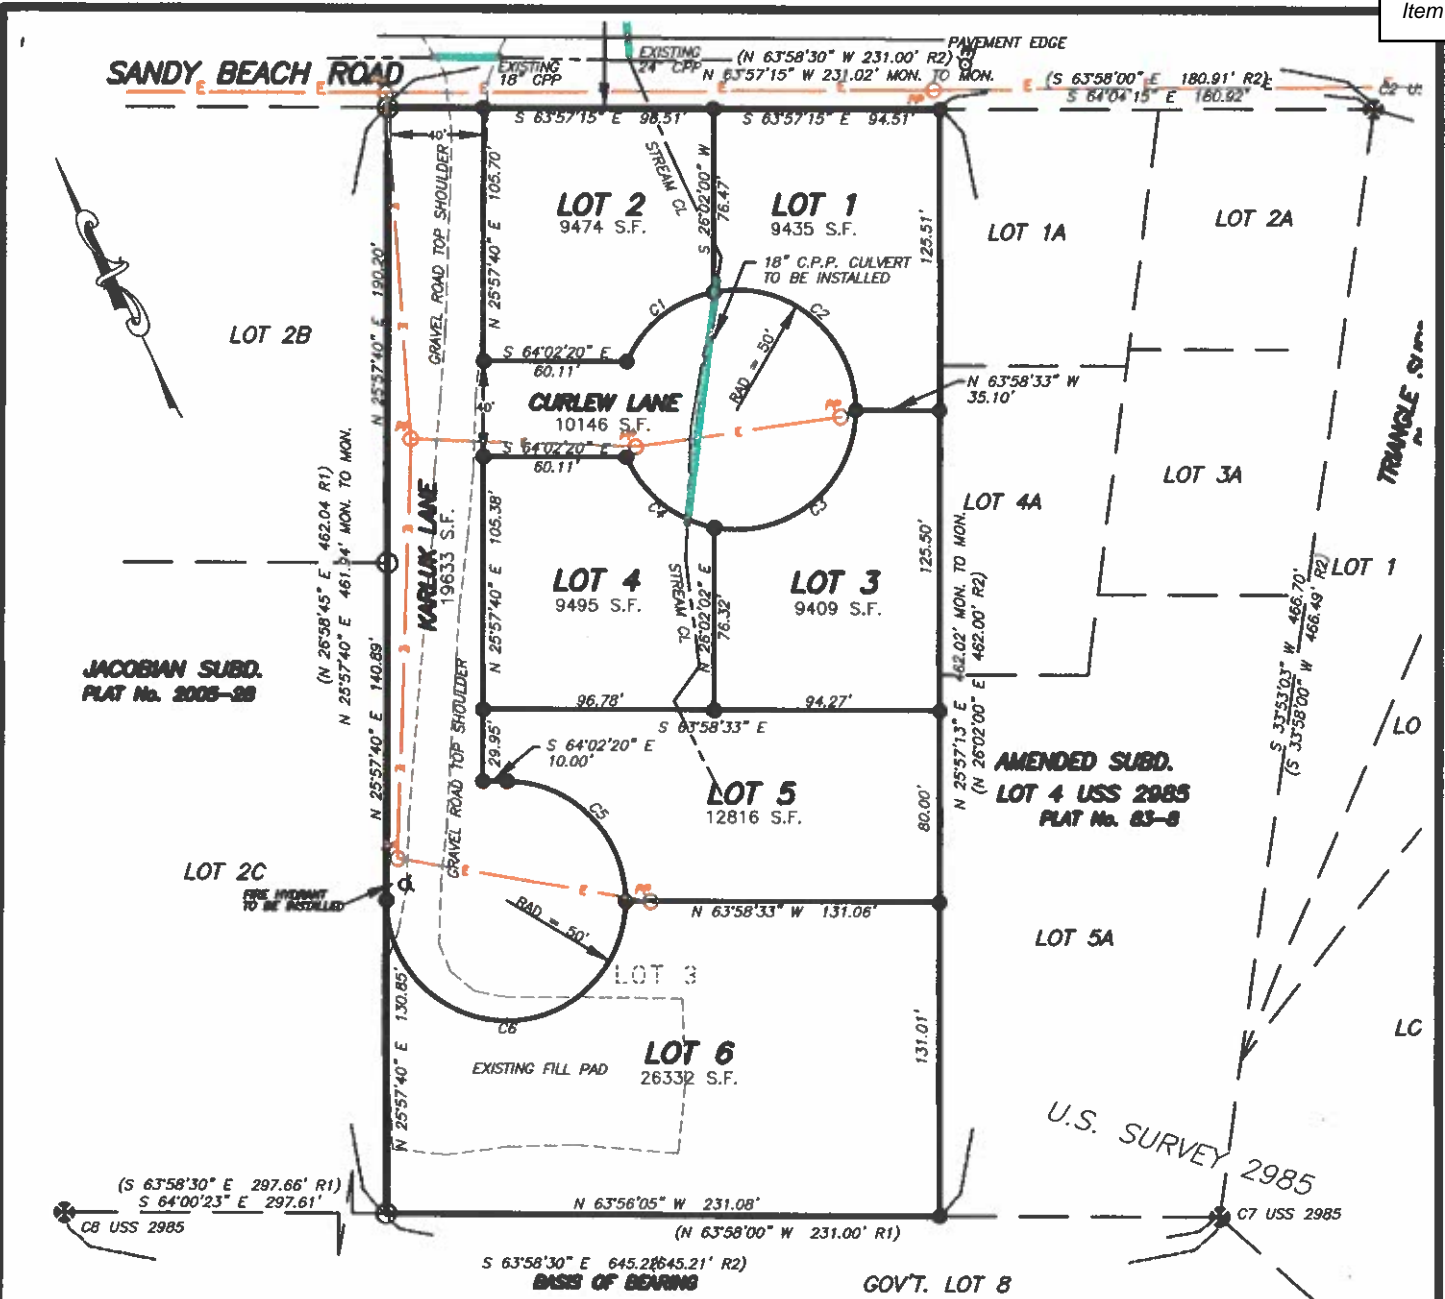 Item
SANDY BEACH ROAD
EXISTING
18" CPP
EXISTING
24" CPP
PAVEMENT EDGE
(N 63°58'30" W 231.00' R2)
N 63°57'15" W 231.02' MON. TO MON.
(S 63°58'00" E 180.91' R2)
S 64°04'15" E 180.92'
S 63°57'15" E 96.51'
S 63°57'15" E 94.51'
40'
LOT 2
9474 S.F.
LOT 1
9435 S.F.
STREAM CL
S 26°02'00" W
76.47'
N 25°57'40" E 105.70'
N 25°57'40" E 190.20'
GRAVEL ROAD TOP SHOULDER
125.51'
LOT 1A
LOT 2A
18" C.P.P. CULVERT
TO BE INSTALLED
LOT 2B
C1
C2
RAD = 50'
S 64°02'20" E
60.11'
CURLEW LANE
10146 S.F.
40'
S 64°02'20" E
60.11'
PP
E
N 63°58'33" W
35.10'
C3
C4
LOT 3A
LOT 4A
LOT 1
KARLUK LANE
19633 S.F.
(N 26°58'45" E 462.04 R1)
N 25°57'40" E 461.94' MON. TO MON.
N 25°57'40" E 105.38'
LOT 4
9495 S.F.
LOT 3
9409 S.F.
STREAM CL
N 26°02'02" E
76.32'
125.50'
N 25°57'13" E 462.02' MON. TO MON.
(N 26°02'00" E 462.00' R2)
S 33°53'03" W 466.70'
(S 33°58'00" W 466.49' R2)
JACOBIAN SUBD.
PLAT No. 2005-28
N 25°57'40" E 140.89'
GRAVEL ROAD TOP SHOULDER
96.78'
94.27'
S 63°58'33" E
29.95'
S 64°02'20" E
10.00'
C5
LOT 5
12816 S.F.
80.00'
AMENDED SUBD.
LOT 4 USS 2985
PLAT No. 83-8
LOT 2C
FIRE HYDRANT
TO BE INSTALLED
N 63°58'33" W 131.06'
RAD = 50'
LOT 3
LOT 5A
C6
N 25°57'40" E 130.85'
EXISTING FILL PAD
LOT 6
26332 S.F.
131.01'
U.S. SURVEY 2985
(S 63°58'30" E 297.66' R1)
S 64°00'23" E 297.61'
C8 USS 2985
N 63°56'05" W 231.08'
(N 63°58'00" W 231.00' R1)
C7 USS 2985
S 63°58'30" E
645.21' R2)
BASIS OF BEARING
GOV'T. LOT 8